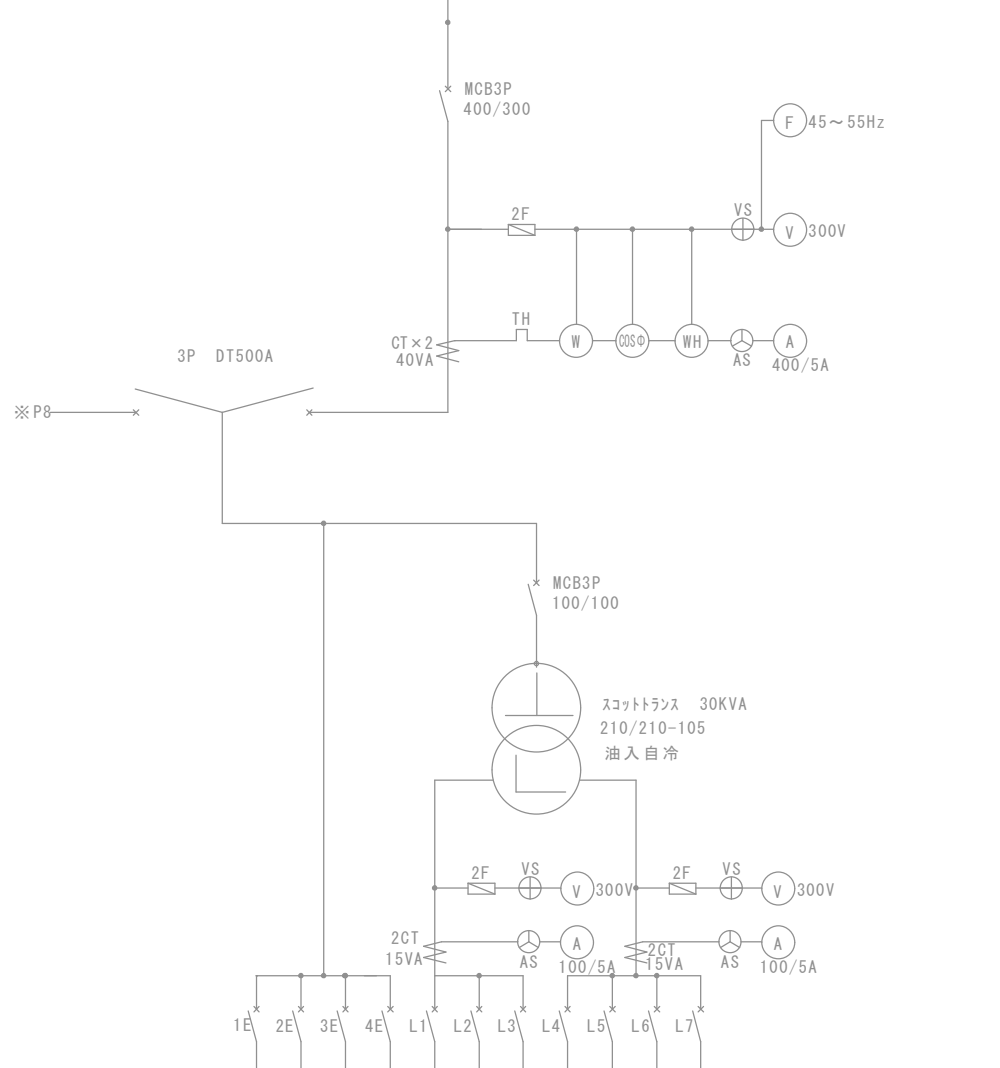 MCB3P
400/300
F 45～55Hz
2F
VS
V 300V
TH
CT×2
40VA
W
COSΦ
WH
AS
A
400/5A
3P DT500A
※P8
MCB3P
100/100
スコットトランス 30KVA
210/210-105
油入自冷
2F
VS
V 300V
2F
VS
V 300V
2CT
15VA
AS
A
100/5A
2CT
15VA
AS
A
100/5A
1E 2E 3E 4E L1 L2 L3 L4 L5 L6 L7